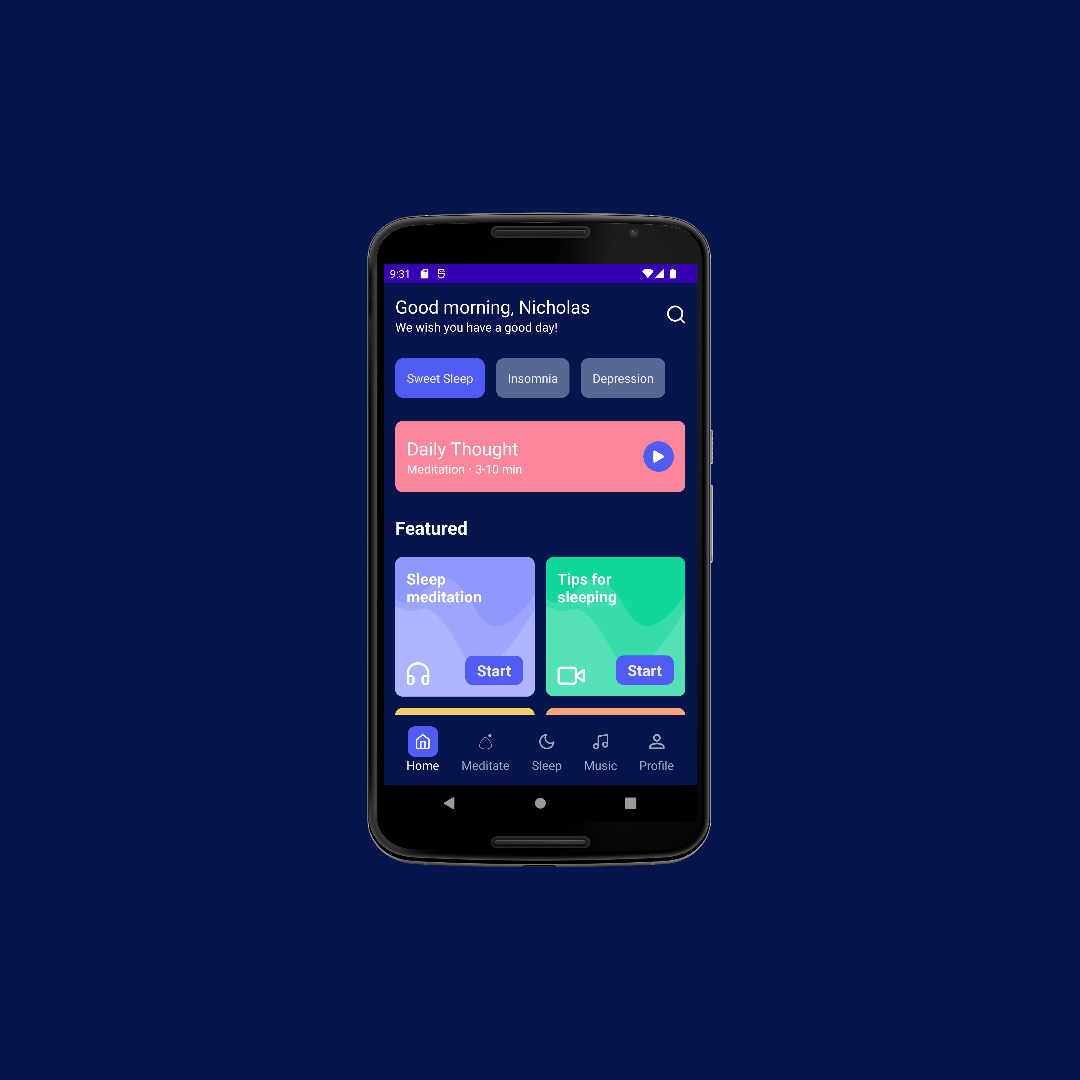 9:31
Good morning, Nicholas
We wish you have a good day!
Sweet Sleep
Insomnia
Depression
Daily Thought
Meditation • 3-10 min
Featured
Sleep
meditation
Start
Tips for
sleeping
Start
Home
Meditate
Sleep
Music
Profile